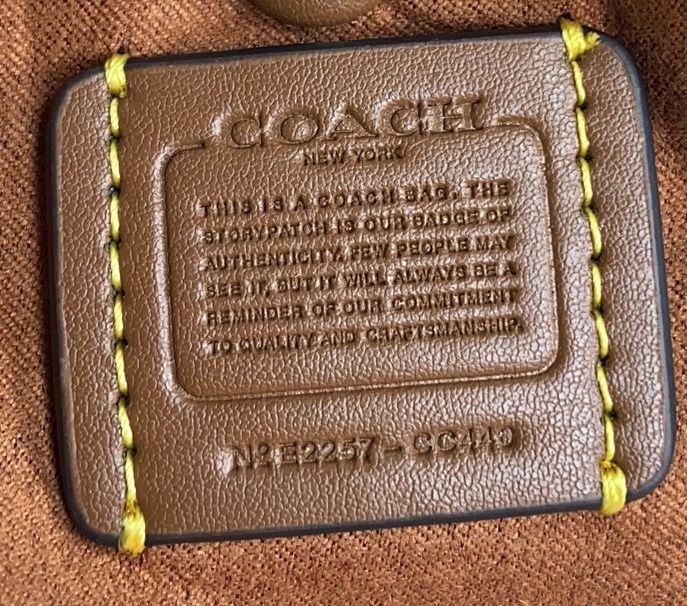 COACH
NEW YORK
THIS IS A COACH BAG. THE
STORYPATCH IS OUR BADGE OF
AUTHENTICITY. FEW PEOPLE MAY
SEE IT, BUT IT WILL ALWAYS BE A
REMINDER OF OUR COMMITMENT
TO QUALITY AND CRAFTSMANSHIP.
Nº E2257 - CC449